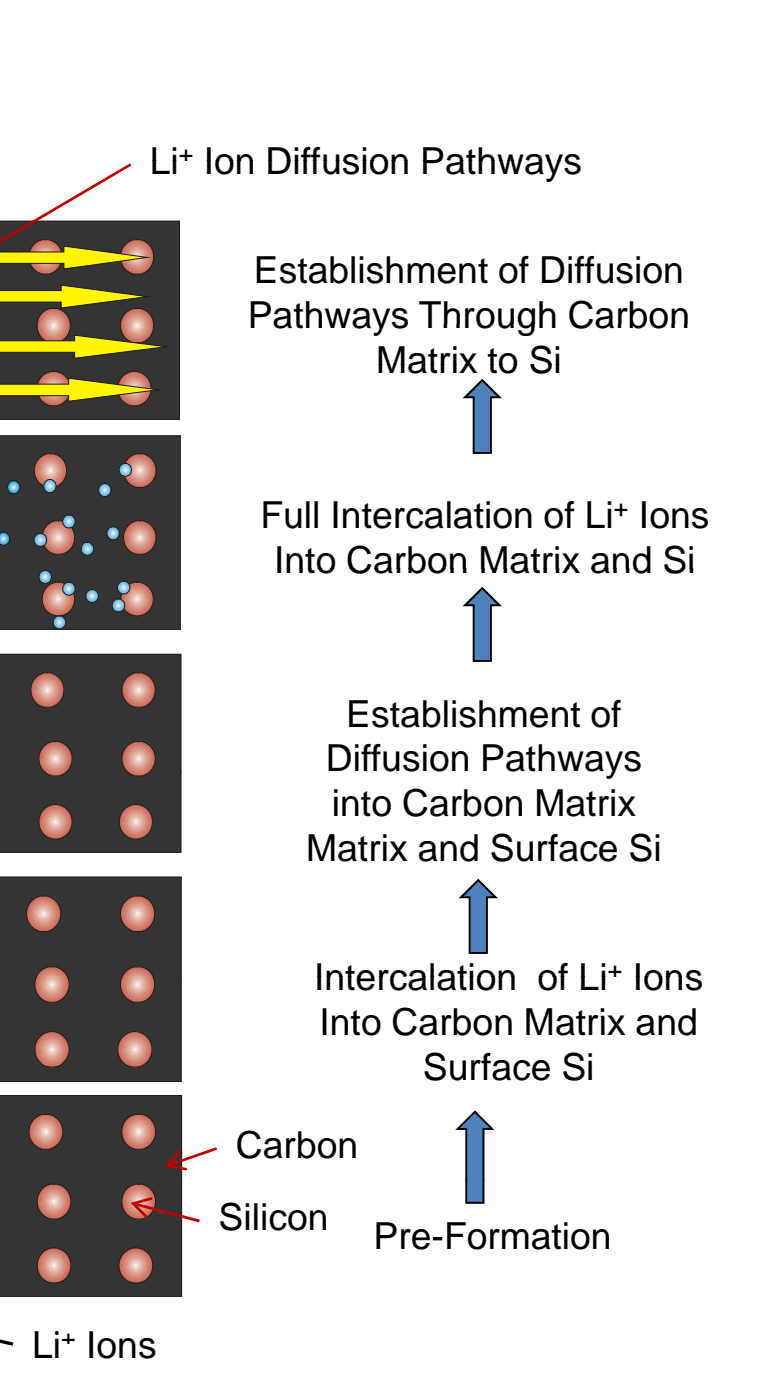 Li⁺ Ion Diffusion Pathways
Establishment of Diffusion
Pathways Through Carbon
Matrix to Si
Full Intercalation of Li⁺ Ions
Into Carbon Matrix and Si
Establishment of
Diffusion Pathways
into Carbon Matrix
Matrix and Surface Si
Intercalation  of Li⁺ Ions
Into Carbon Matrix and
Surface Si
Carbon
Silicon
Pre-Formation
Li⁺ Ions